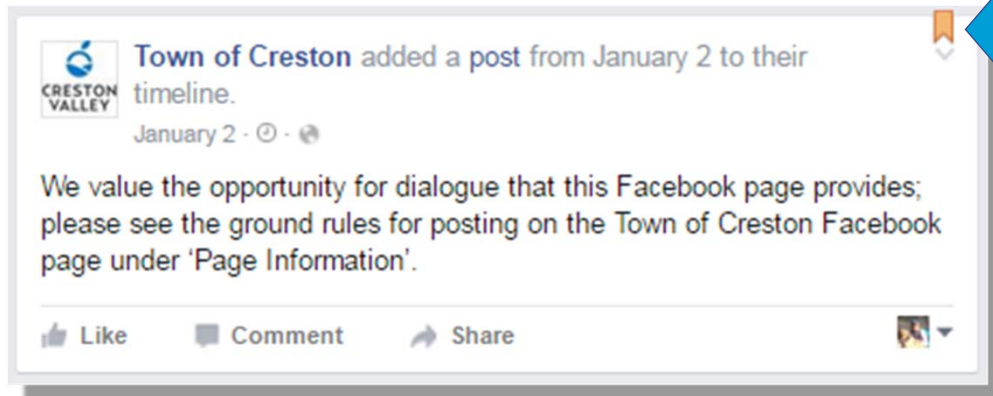 Town of Creston added a post from January 2 to their
timeline.
CRESTON
VALLEY
January 2 · ·
We value the opportunity for dialogue that this Facebook page provides;
please see the ground rules for posting on the Town of Creston Facebook
page under ‘Page Information’.
Like Comment Share